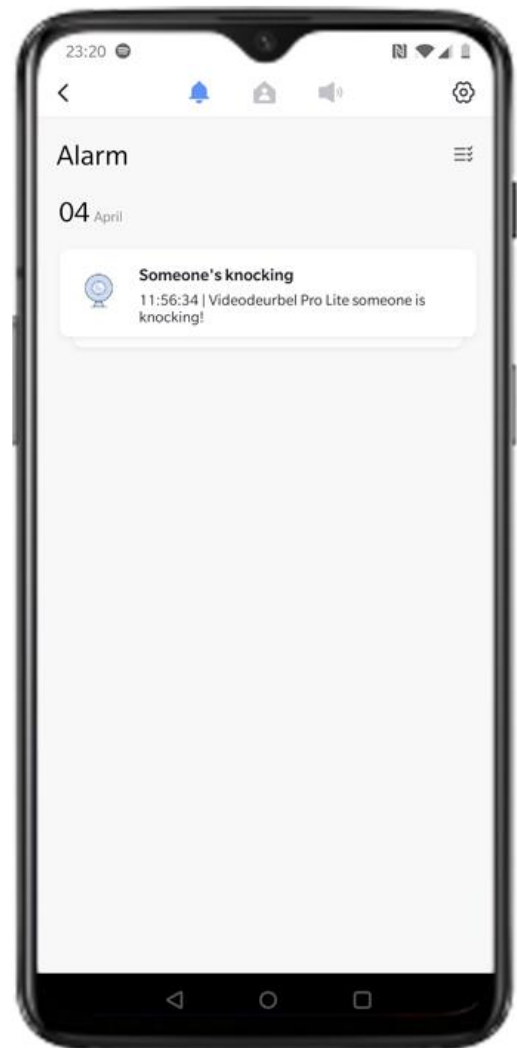 23:20
Alarm
04 April
Someone's knocking
11:56:34 | Videodeurbel Pro Lite someone is
knocking!